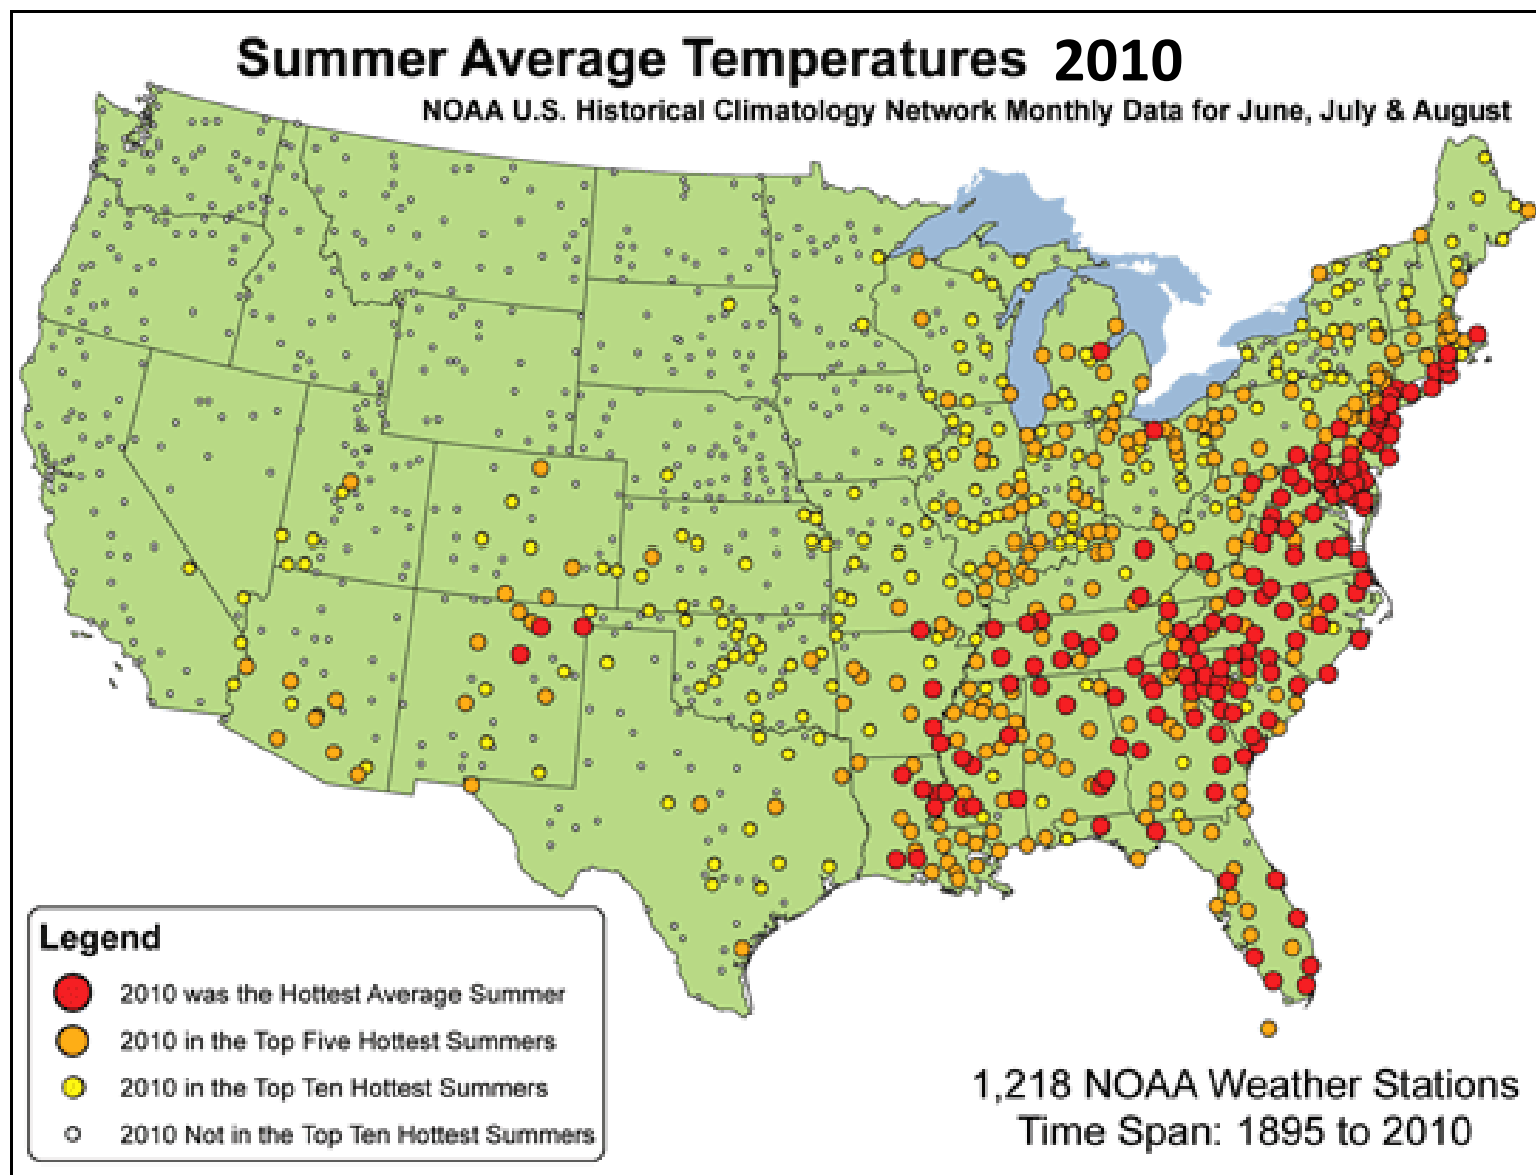 Summer Average Temperatures 2010
NOAA U.S. Historical Climatology Network Monthly Data for June, July & August
Legend
2010 was the Hottest Average Summer
2010 in the Top Five Hottest Summers
2010 in the Top Ten Hottest Summers
2010 Not in the Top Ten Hottest Summers
1,218 NOAA Weather Stations
Time Span: 1895 to 2010